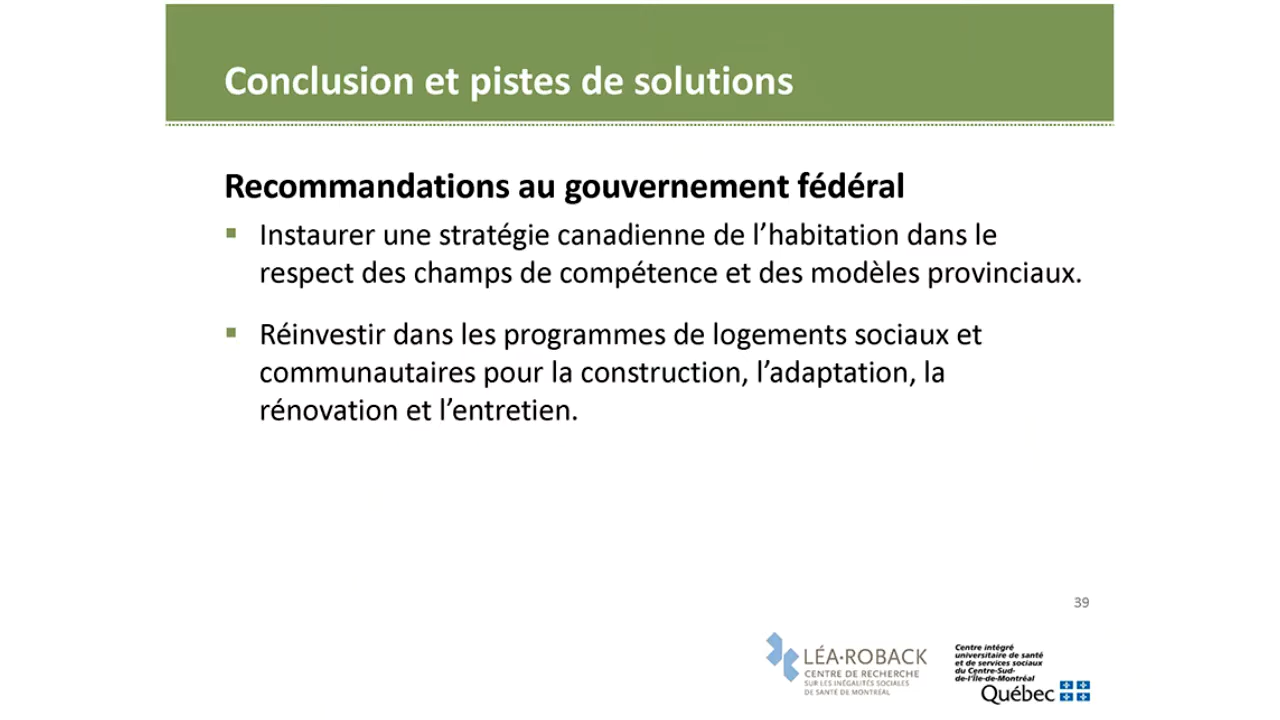 Conclusion et pistes de solutions
Recommandations au gouvernement fédéral
▪ Instaurer une stratégie canadienne de l’habitation dans le
respect des champs de compétence et des modèles provinciaux.
▪ Réinvestir dans les programmes de logements sociaux et
communautaires pour la construction, l’adaptation, la
rénovation et l’entretien.
39
LÉA·ROBACK
CENTRE DE RECHERCHE
SUR LES INÉGALITÉS SOCIALES
DE SANTÉ DE MONTRÉAL
Centre intégré
universitaire de santé
et de services sociaux
du Centre-Sud-
de-l’Île-de-Montréal
Québec